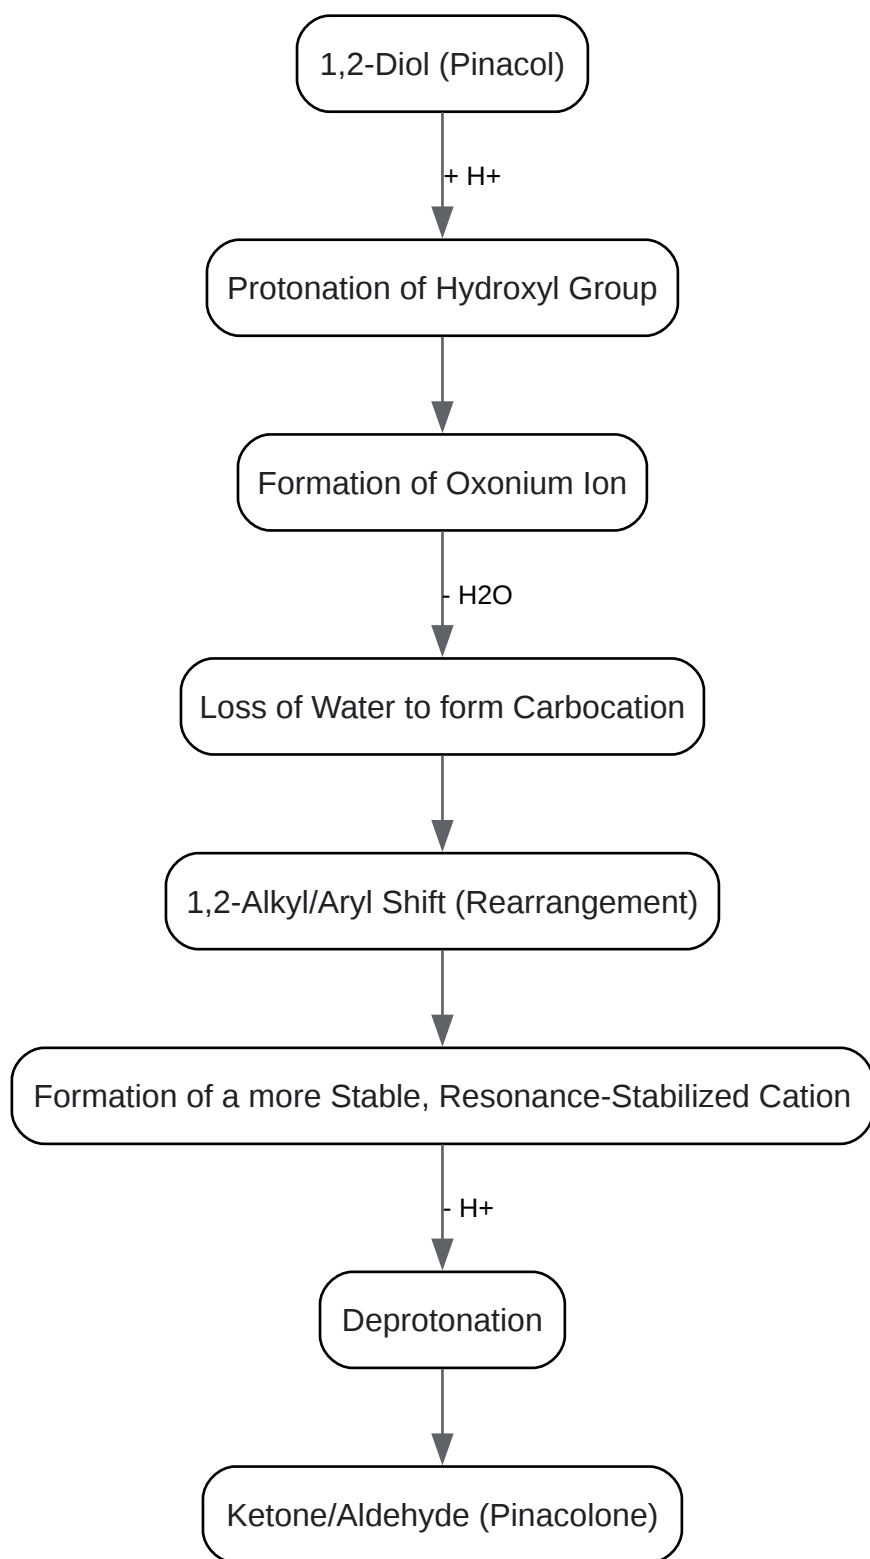 1,2-Diol (Pinacol)
+ H+
Protonation of Hydroxyl Group
Formation of Oxonium Ion
- H2O
Loss of Water to form Carbocation
1,2-Alkyl/Aryl Shift (Rearrangement)
Formation of a more Stable, Resonance-Stabilized Cation
- H+
Deprotonation
Ketone/Aldehyde (Pinacolone)